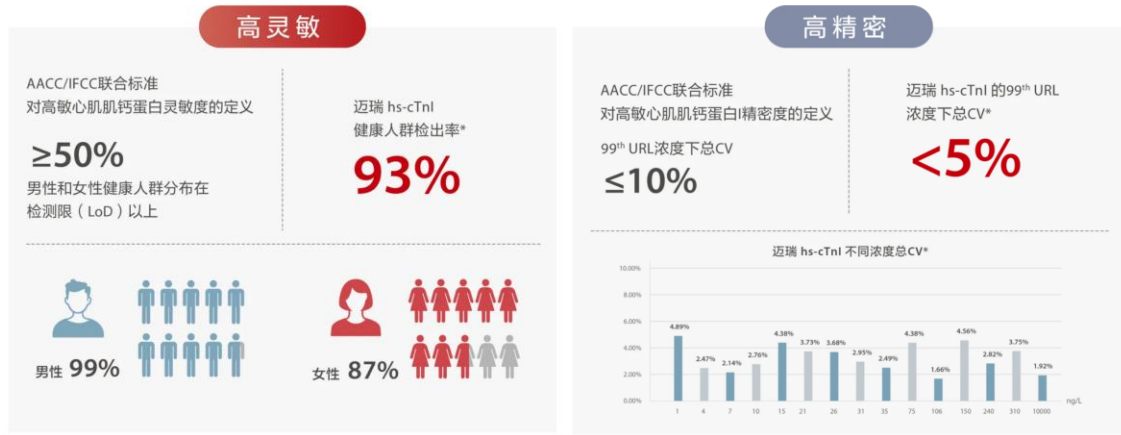 高灵敏
AACC/IFCC联合标准
对高敏心肌肌钙蛋白灵敏度的定义
≥50%
男性和女性健康人群分布在
检测限（LoD）以上
迈瑞 hs-cTnI
健康人群检出率*
93%
男性 99%
女性 87%
高精密
AACC/IFCC联合标准
对高敏心肌肌钙蛋白I精密度的定义
99th URL浓度下总CV
≤10%
迈瑞 hs-cTnI 的99th URL
浓度下总CV*
<5%
迈瑞 hs-cTnI 不同浓度总CV*
10.00%
8.00%
6.00%
4.00%
2.00%
0.00%
4.89% 2.47% 2.14% 2.76% 4.38% 3.73% 3.68% 2.95% 2.49% 4.38% 1.66% 4.56% 2.82% 3.75% 1.92%
1 4 7 10 15 21 26 31 35 75 106 150 240 310 10000 ng/L